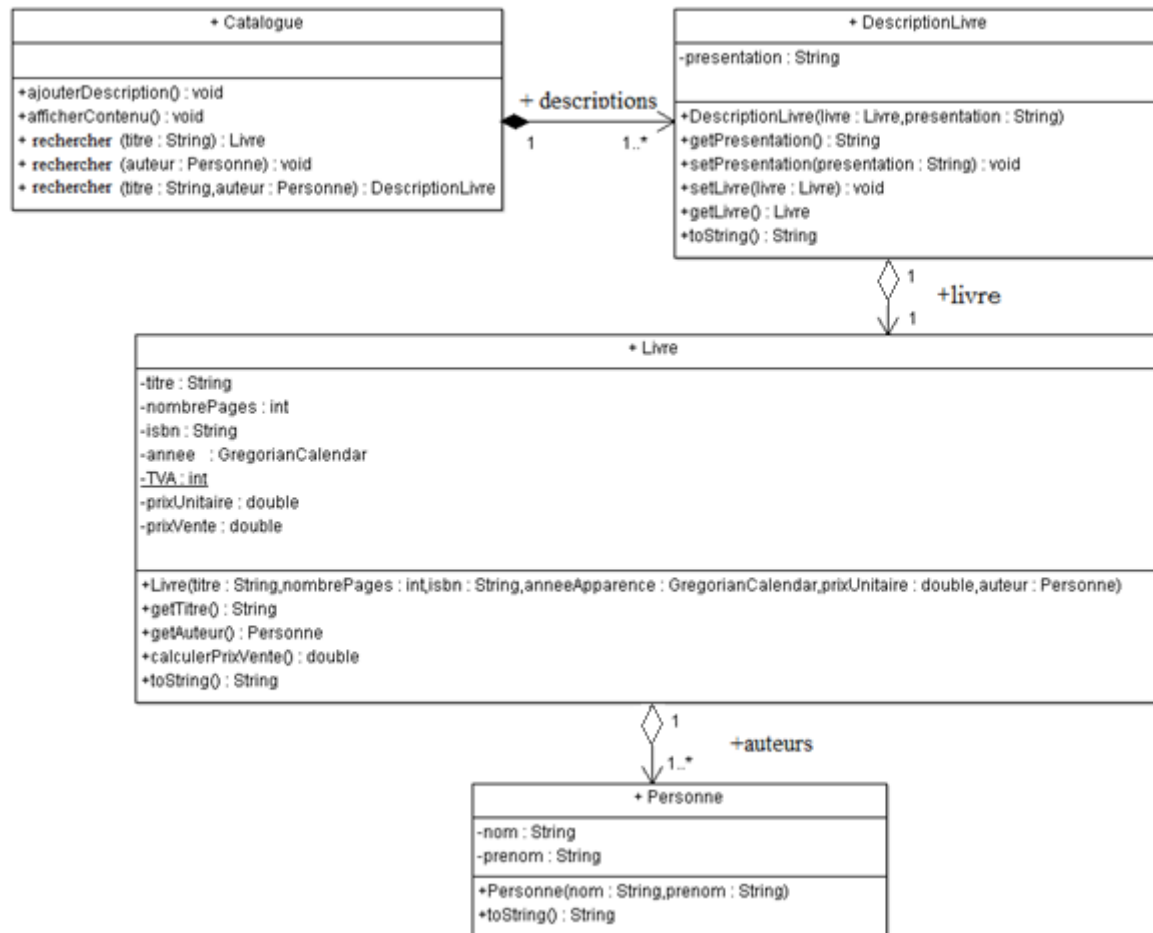 + Catalogue
+ajouterDescription() : void
+afficherContenu() : void
+ rechercher (titre : String) : Livre
+ rechercher (auteur : Personne) : void
+ rechercher (titre : String,auteur : Personne) : DescriptionLivre
+ descriptions
1
1..*
+ DescriptionLivre
-presentation : String
+DescriptionLivre(livre : Livre,presentation : String)
+getPresentation() : String
+setPresentation(presentation : String) : void
+setLivre(livre : Livre) : void
+getLivre() : Livre
+toString() : String
1
+livre
1
+ Livre
-titre : String
-nombrePages : int
-isbn : String
-annee : GregorianCalendar
-TVA : int
-prixUnitaire : double
-prixVente : double
+Livre(titre : String,nombrePages : int,isbn : String,anneeApparence : GregorianCalendar,prixUnitaire : double,auteur : Personne)
+getTitre() : String
+getAuteur() : Personne
+calculerPrixVente() : double
+toString() : String
1
+auteurs
1..*
+ Personne
-nom : String
-prenom : String
+Personne(nom : String,prenom : String)
+toString() : String